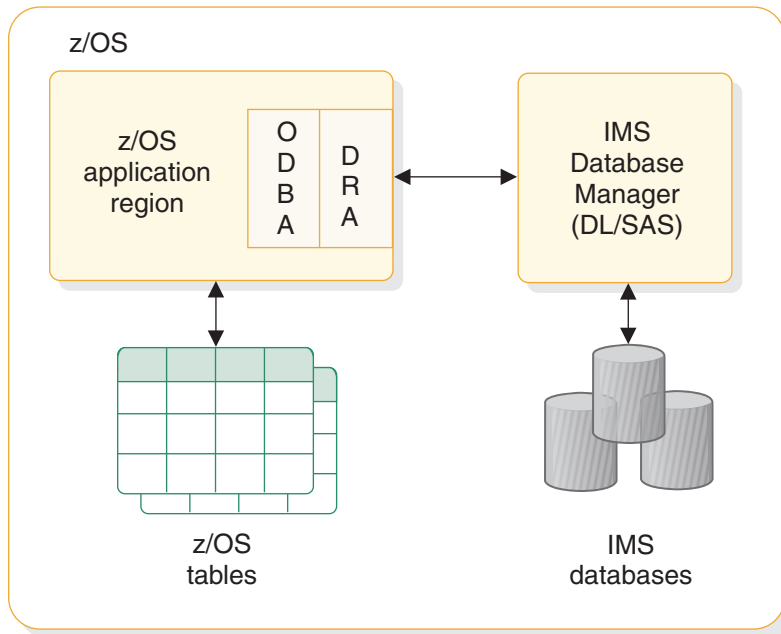 z/OS
z/OS
application
region
O
D
B
A
D
R
A
IMS
Database
Manager
(DL/SAS)
z/OS
tables
IMS
databases